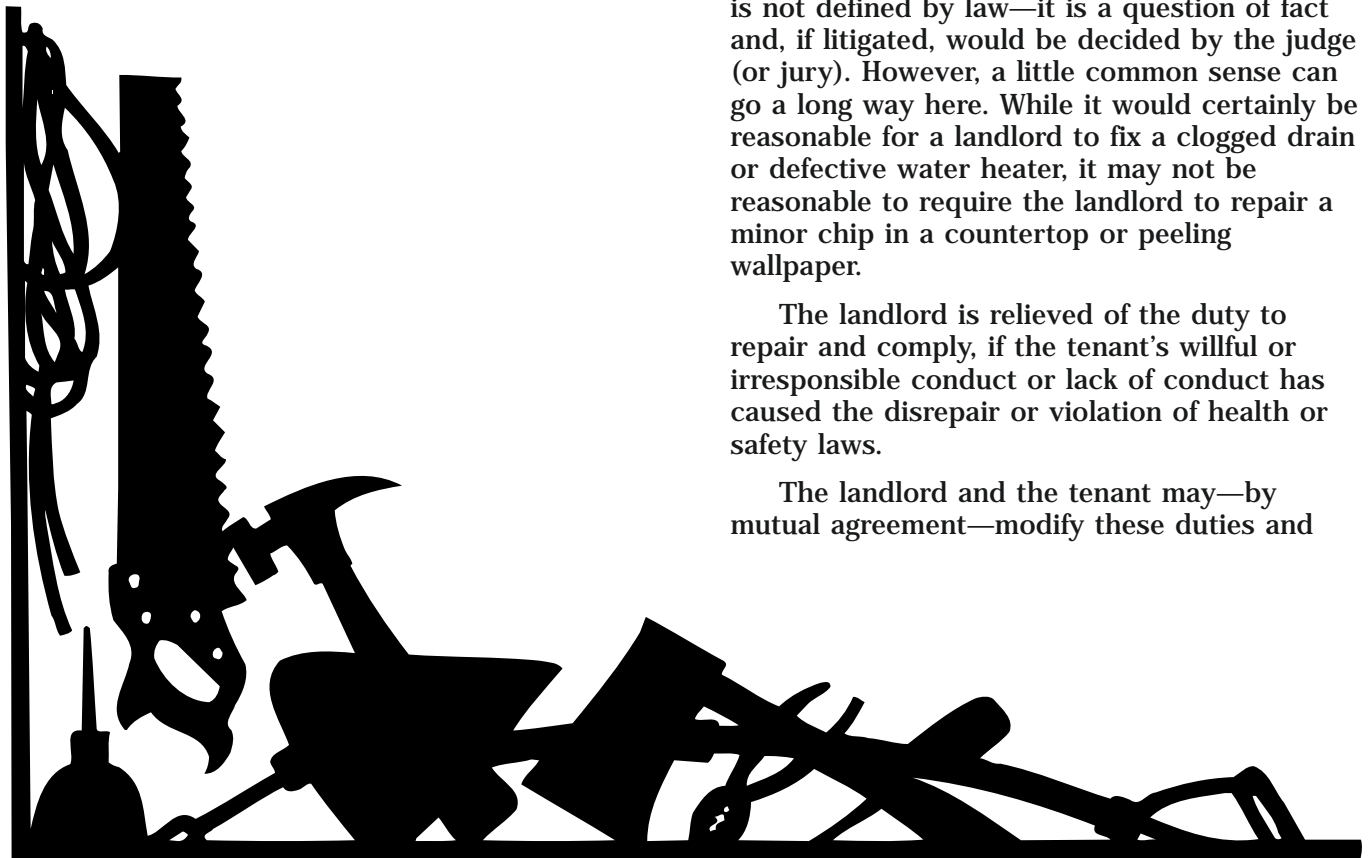 is not defined by law—it is a question of fact
and, if litigated, would be decided by the judge
(or jury). However, a little common sense can
go a long way here. While it would certainly be
reasonable for a landlord to fix a clogged drain
or defective water heater, it may not be
reasonable to require the landlord to repair a
minor chip in a countertop or peeling
wallpaper.
The landlord is relieved of the duty to
repair and comply, if the tenant’s willful or
irresponsible conduct or lack of conduct has
caused the disrepair or violation of health or
safety laws.
The landlord and the tenant may—by
mutual agreement—modify these duties and